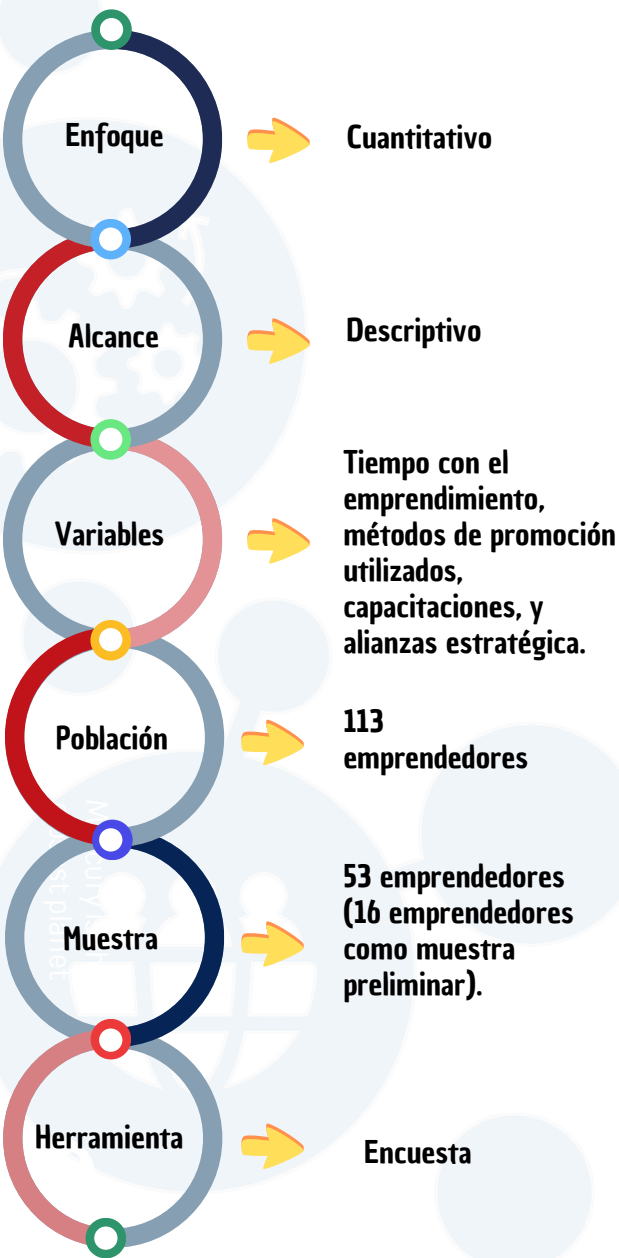 Enfoque
Cuantitativo
Alcance
Descriptivo
Variables
Tiempo con el
emprendimiento,
métodos de promoción
utilizados,
capacitaciones, y
alianzas estratégica.
Población
113
emprendedores
Muestra
53 emprendedores
(16 emprendedores
como muestra
preliminar).
Herramienta
Encuesta